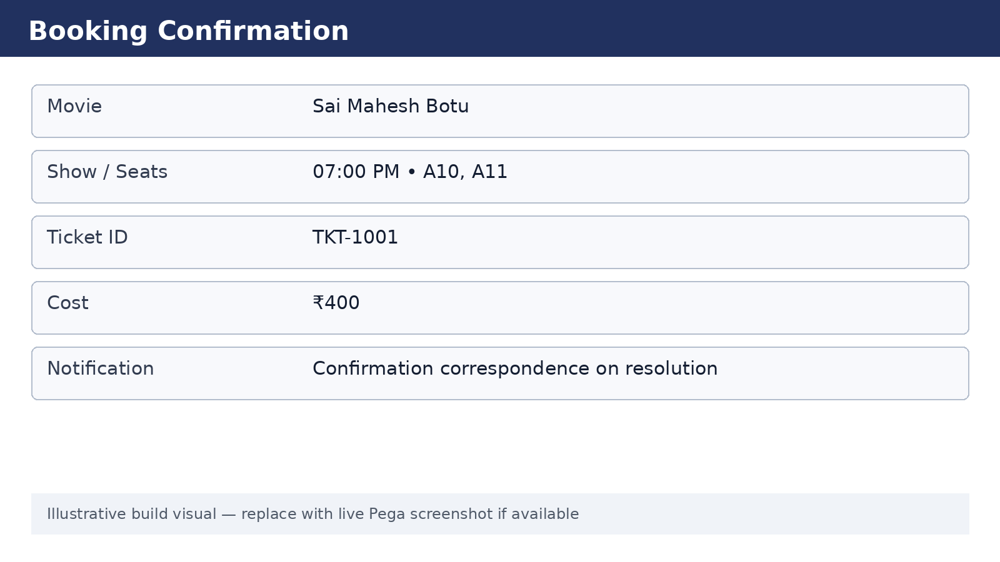 Booking Confirmation
Movie Sai Mahesh Botu
Show / Seats 07:00 PM • A10, A11
Ticket ID TKT-1001
Cost ₹400
Notification Confirmation correspondence on resolution
Illustrative build visual — replace with live Pega screenshot if available